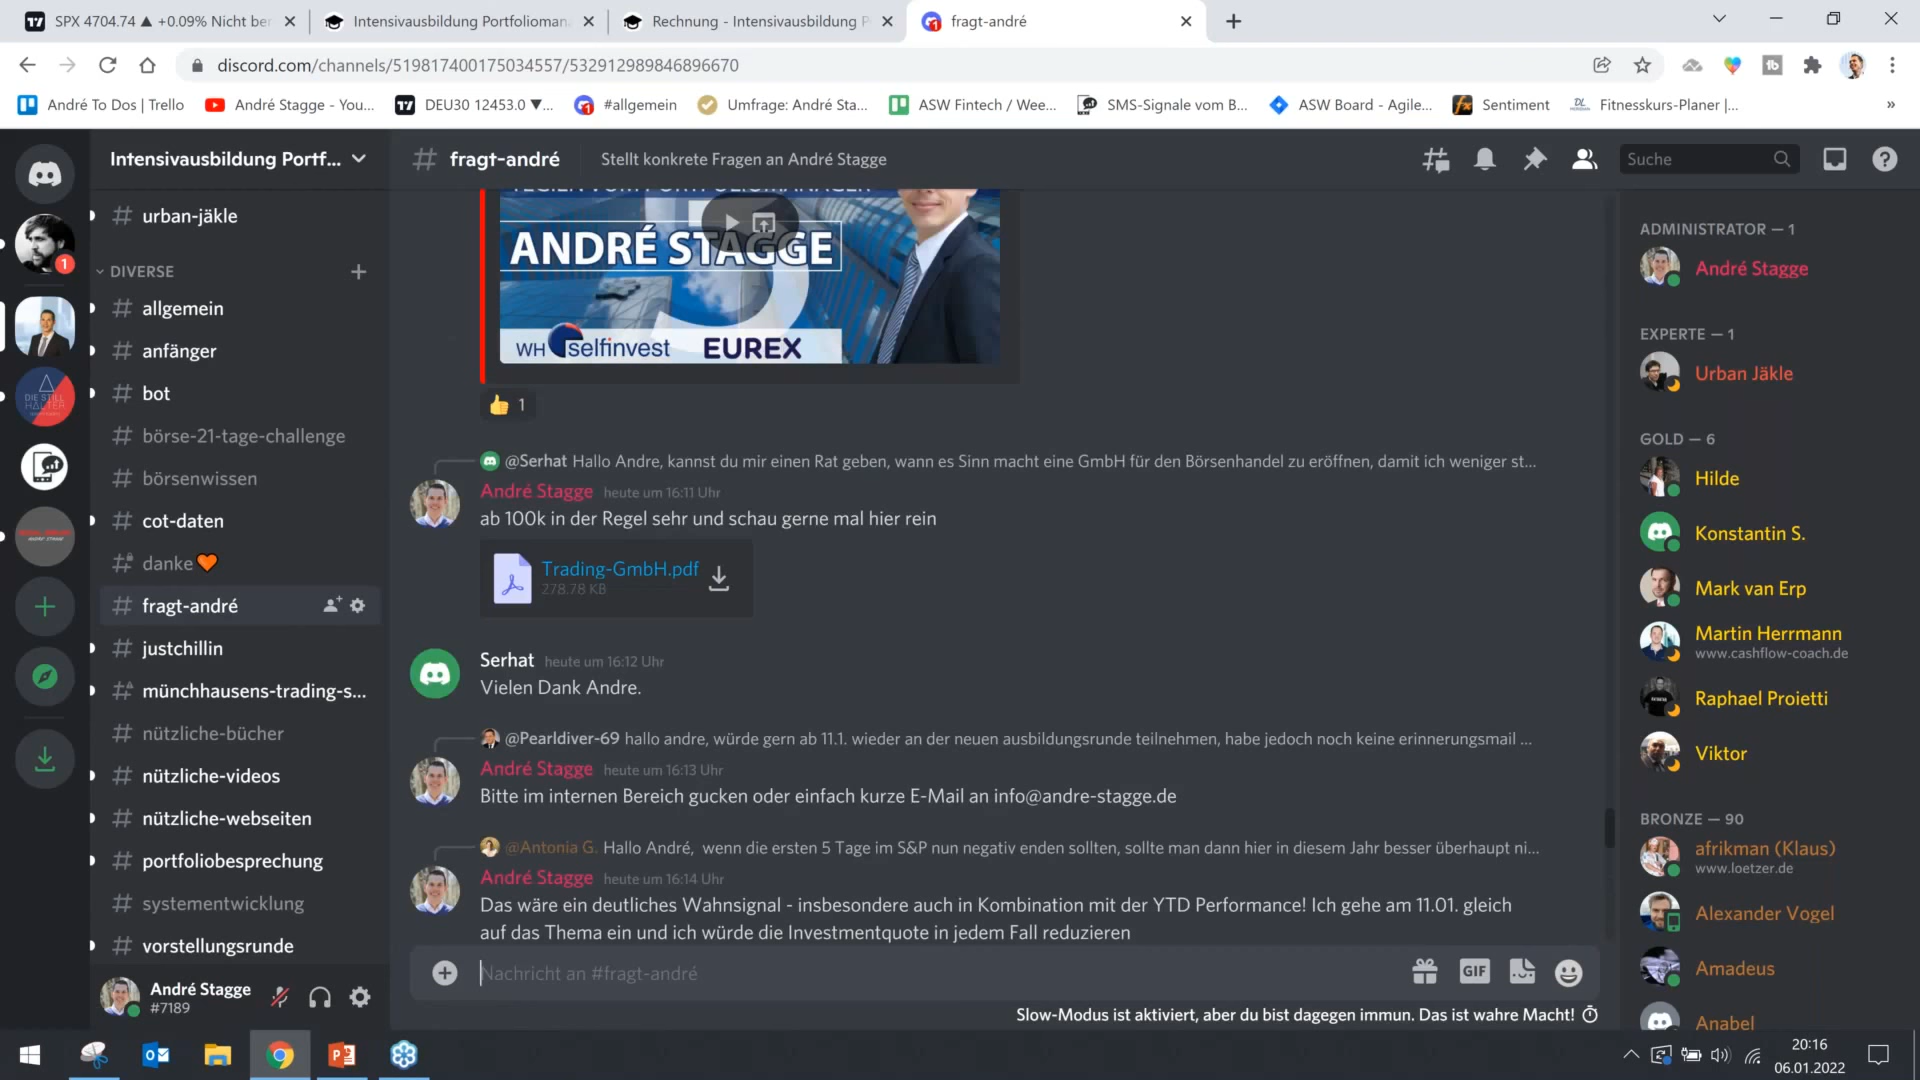 SPX 4704.74 ▲ +0.09% Nicht be
Intensivausbildung Portfolioman
Rechnung - Intensivausbildung P
fragt-andré
discord.com/channels/519817400175034557/532912989846896670
André To Dos | Trello
André Stagge - You...
DEU30 12453.0 ▼...
#allgemein
Umfrage: André Sta...
ASW Fintech / Wee...
SMS-Signale vom B...
ASW Board - Agile...
Sentiment
Fitnesskurs-Planer |...
»
Intensivausbildung Portf...
# fragt-andré
Stellt konkrete Fragen an André Stagge
Suche
urban-jäkle
DIVERSE
allgemein
anfänger
bot
börse-21-tage-challenge
börsenwissen
cot-daten
danke🧡
fragt-andré
justchillin
münchhausens-trading-s...
nützliche-bücher
nützliche-videos
nützliche-webseiten
portfoliobesprechung
systementwicklung
vorstellungsrunde
André Stagge
#7189
1
DIE STILL
HALTER
ANDRÉ STAGGE
5
WH selfinvest EUREX
👍 1
@Serhat Hallo Andre, kannst du mir einen Rat geben, wann es Sinn macht eine GmbH für den Börsenhandel zu eröffnen, damit ich weniger st...
André Stagge heute um 16:11 Uhr
ab 100k in der Regel sehr und schau gerne mal hier rein
Trading-GmbH.pdf
278.78 KB
Serhat heute um 16:12 Uhr
Vielen Dank Andre.
@Pearldiver-69 hallo andre, würde gern ab 11.1. wieder an der neuen ausbildungsrunde teilnehmen, habe jedoch noch keine erinnerungsmail ...
André Stagge heute um 16:13 Uhr
Bitte im internen Bereich gucken oder einfach kurze E-Mail an info@andre-stagge.de
@Antonia G. Hallo André, wenn die ersten 5 Tage im S&P nun negativ enden sollten, sollte man dann hier in diesem Jahr besser überhaupt ni...
André Stagge heute um 16:14 Uhr
Das wäre ein deutliches Wahnsignal - insbesondere auch in Kombination mit der YTD Performance! Ich gehe am 11.01. gleich
auf das Thema ein und ich würde die Investmentquote in jedem Fall reduzieren
Nachricht an #fragt-andré
GIF
Slow-Modus ist aktiviert, aber du bist dagegen immun. Das ist wahre Macht!
ADMINISTRATOR — 1
André Stagge
EXPERTE — 1
Urban Jäkle
GOLD — 6
Hilde
Konstantin S.
Mark van Erp
Martin Herrmann
www.cashflow-coach.de
Raphael Proietti
Viktor
BRONZE — 90
afrikman (Klaus)
www.loetzer.de
Alexander Vogel
Amadeus
Anabel
20:16
06.01.2022